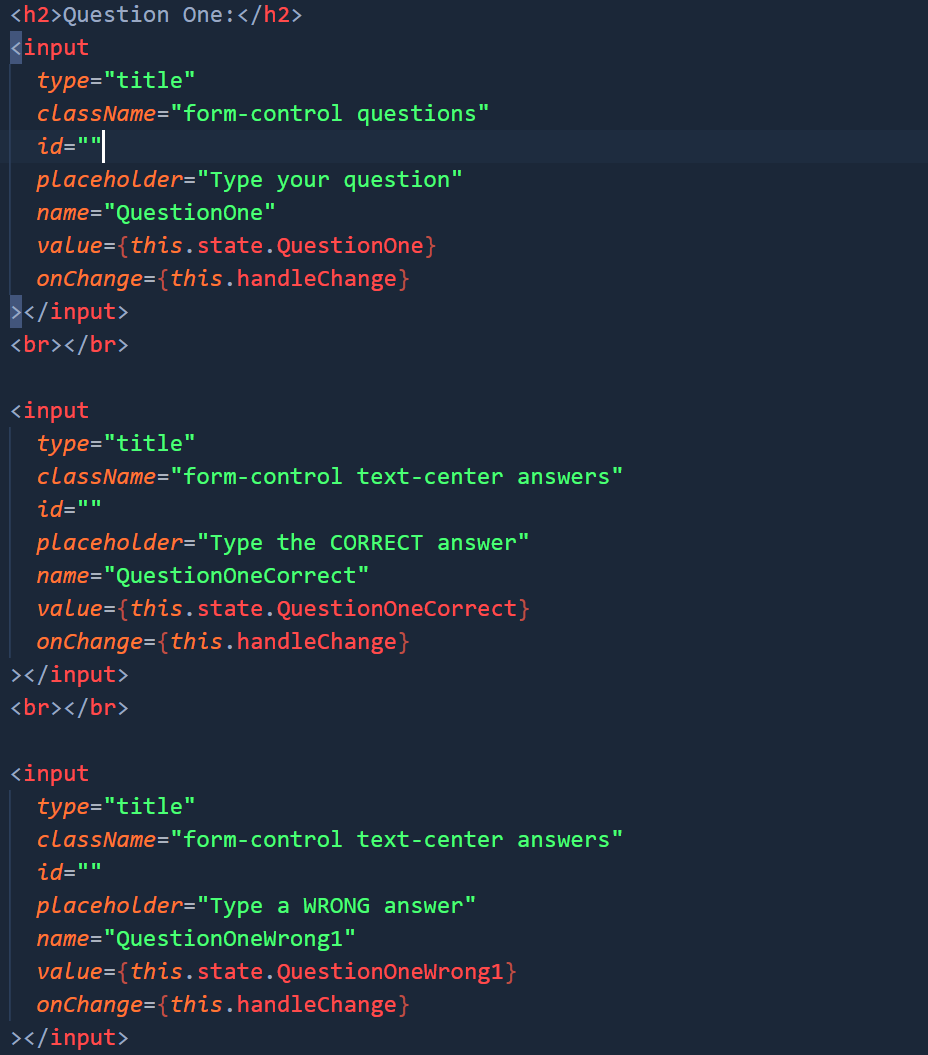 <h2>Question One:</h2>
<input
type="title"
className="form-control questions"
id=""
placeholder="Type your question"
name="QuestionOne"
value={this.state.QuestionOne}
onChange={this.handleChange}
></input>
<br></br>
<input
type="title"
className="form-control text-center answers"
id=""
placeholder="Type the CORRECT answer"
name="QuestionOneCorrect"
value={this.state.QuestionOneCorrect}
onChange={this.handleChange}
></input>
<br></br>
<input
type="title"
className="form-control text-center answers"
id=""
placeholder="Type a WRONG answer"
name="QuestionOneWrong1"
value={this.state.QuestionOneWrong1}
onChange={this.handleChange}
></input>